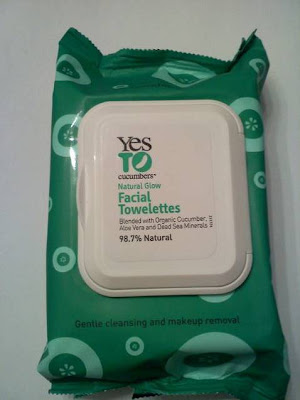 Yes
TO
cucumbers™
Natural Glow
Facial
Towelettes
Blended with Organic Cucumber,
Aloe Vera and Dead Sea Minerals
98.7% Natural
Gentle cleansing and makeup removal